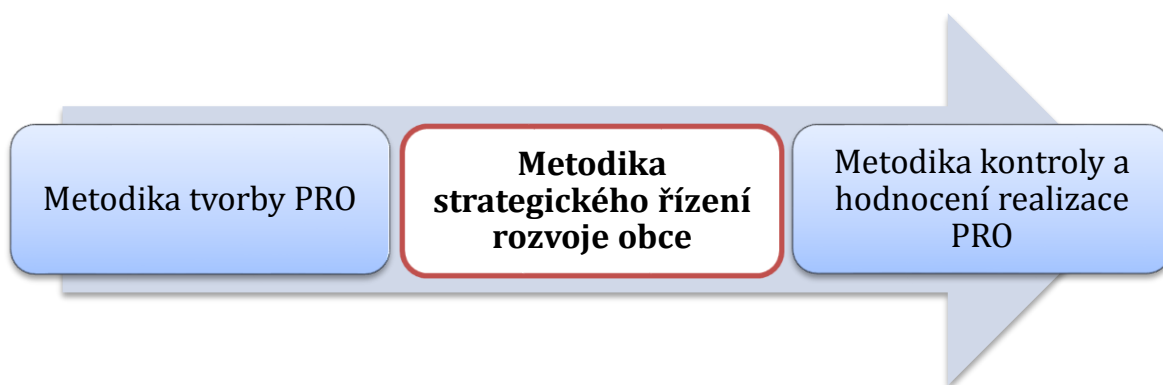 Metodika tvorby PRO
Metodika
strategického řízení
rozvoje obce
Metodika kontroly a
hodnocení realizace
PRO